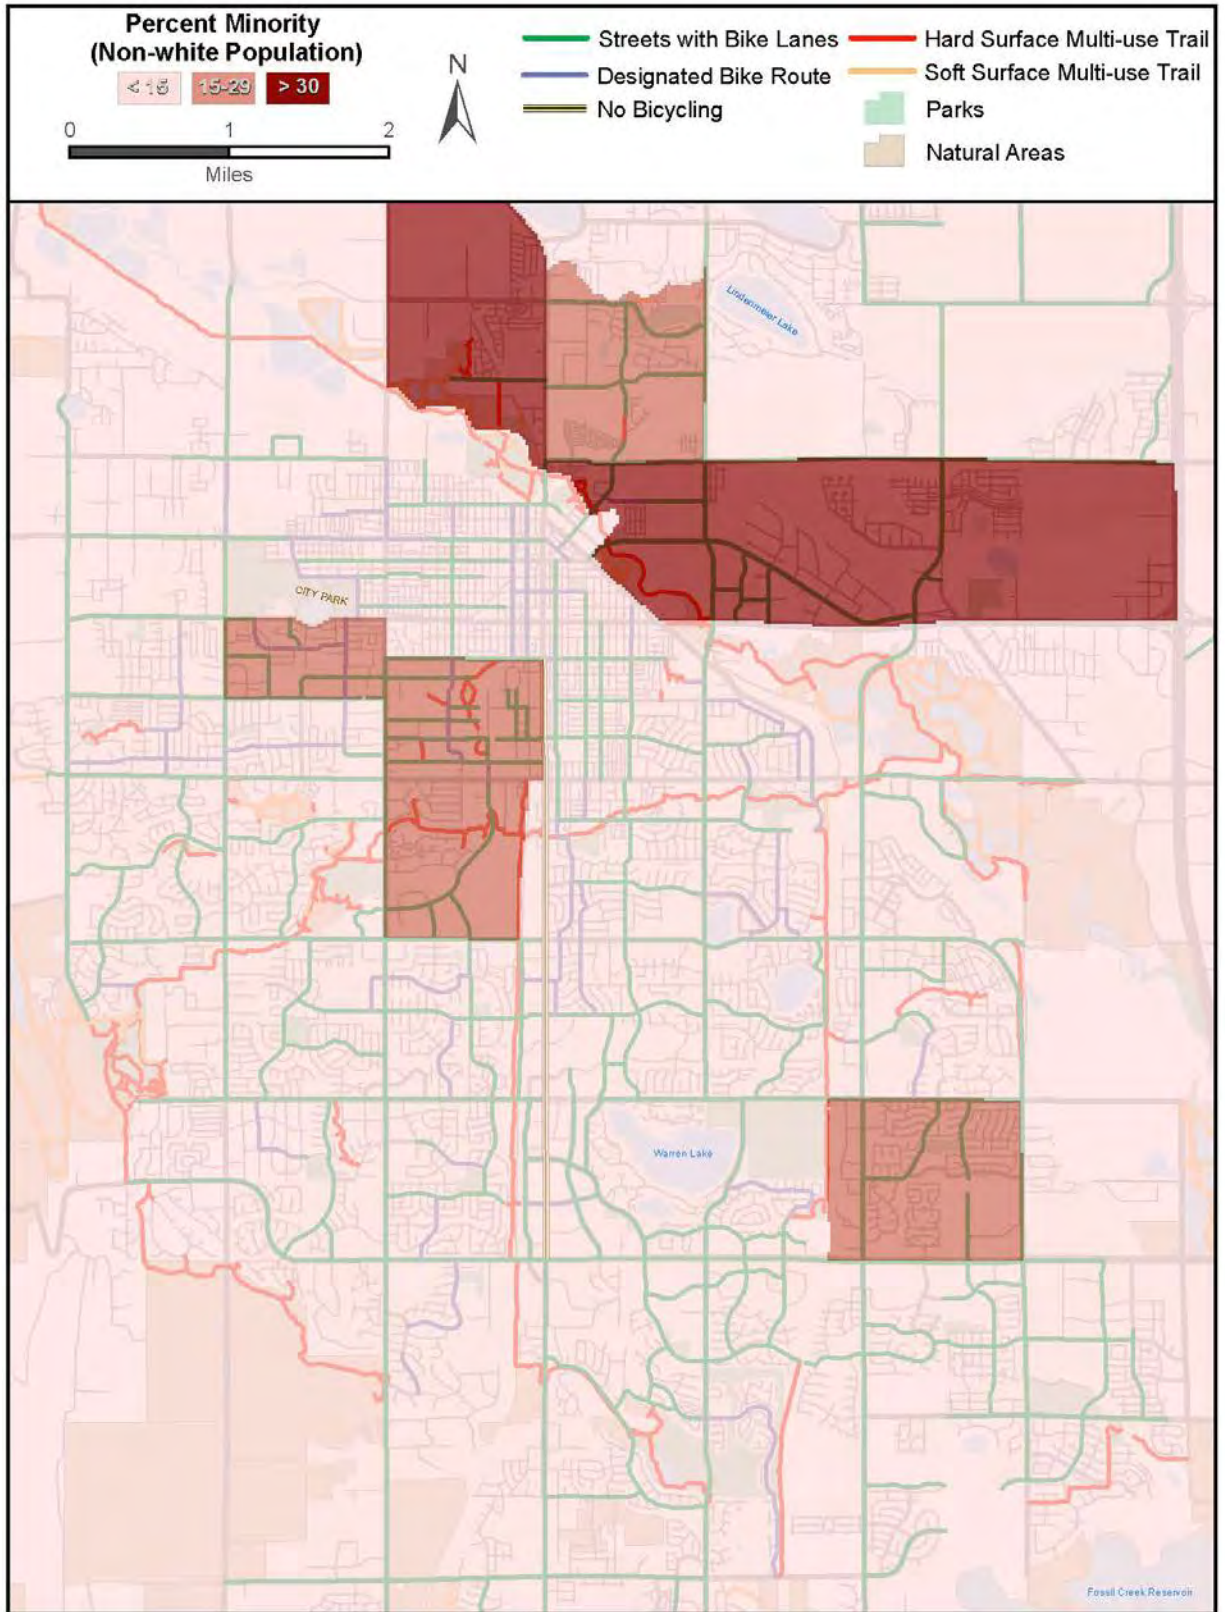 Percent Minority
(Non-white Population)
< 15 15-29 > 30
0 1 2
Miles
N
Streets with Bike Lanes
Designated Bike Route
No Bicycling
Hard Surface Multi-use Trail
Soft Surface Multi-use Trail
Parks
Natural Areas
Lindenmeier Lake
CITY PARK
Warren Lake
Fossil Creek Reservoir